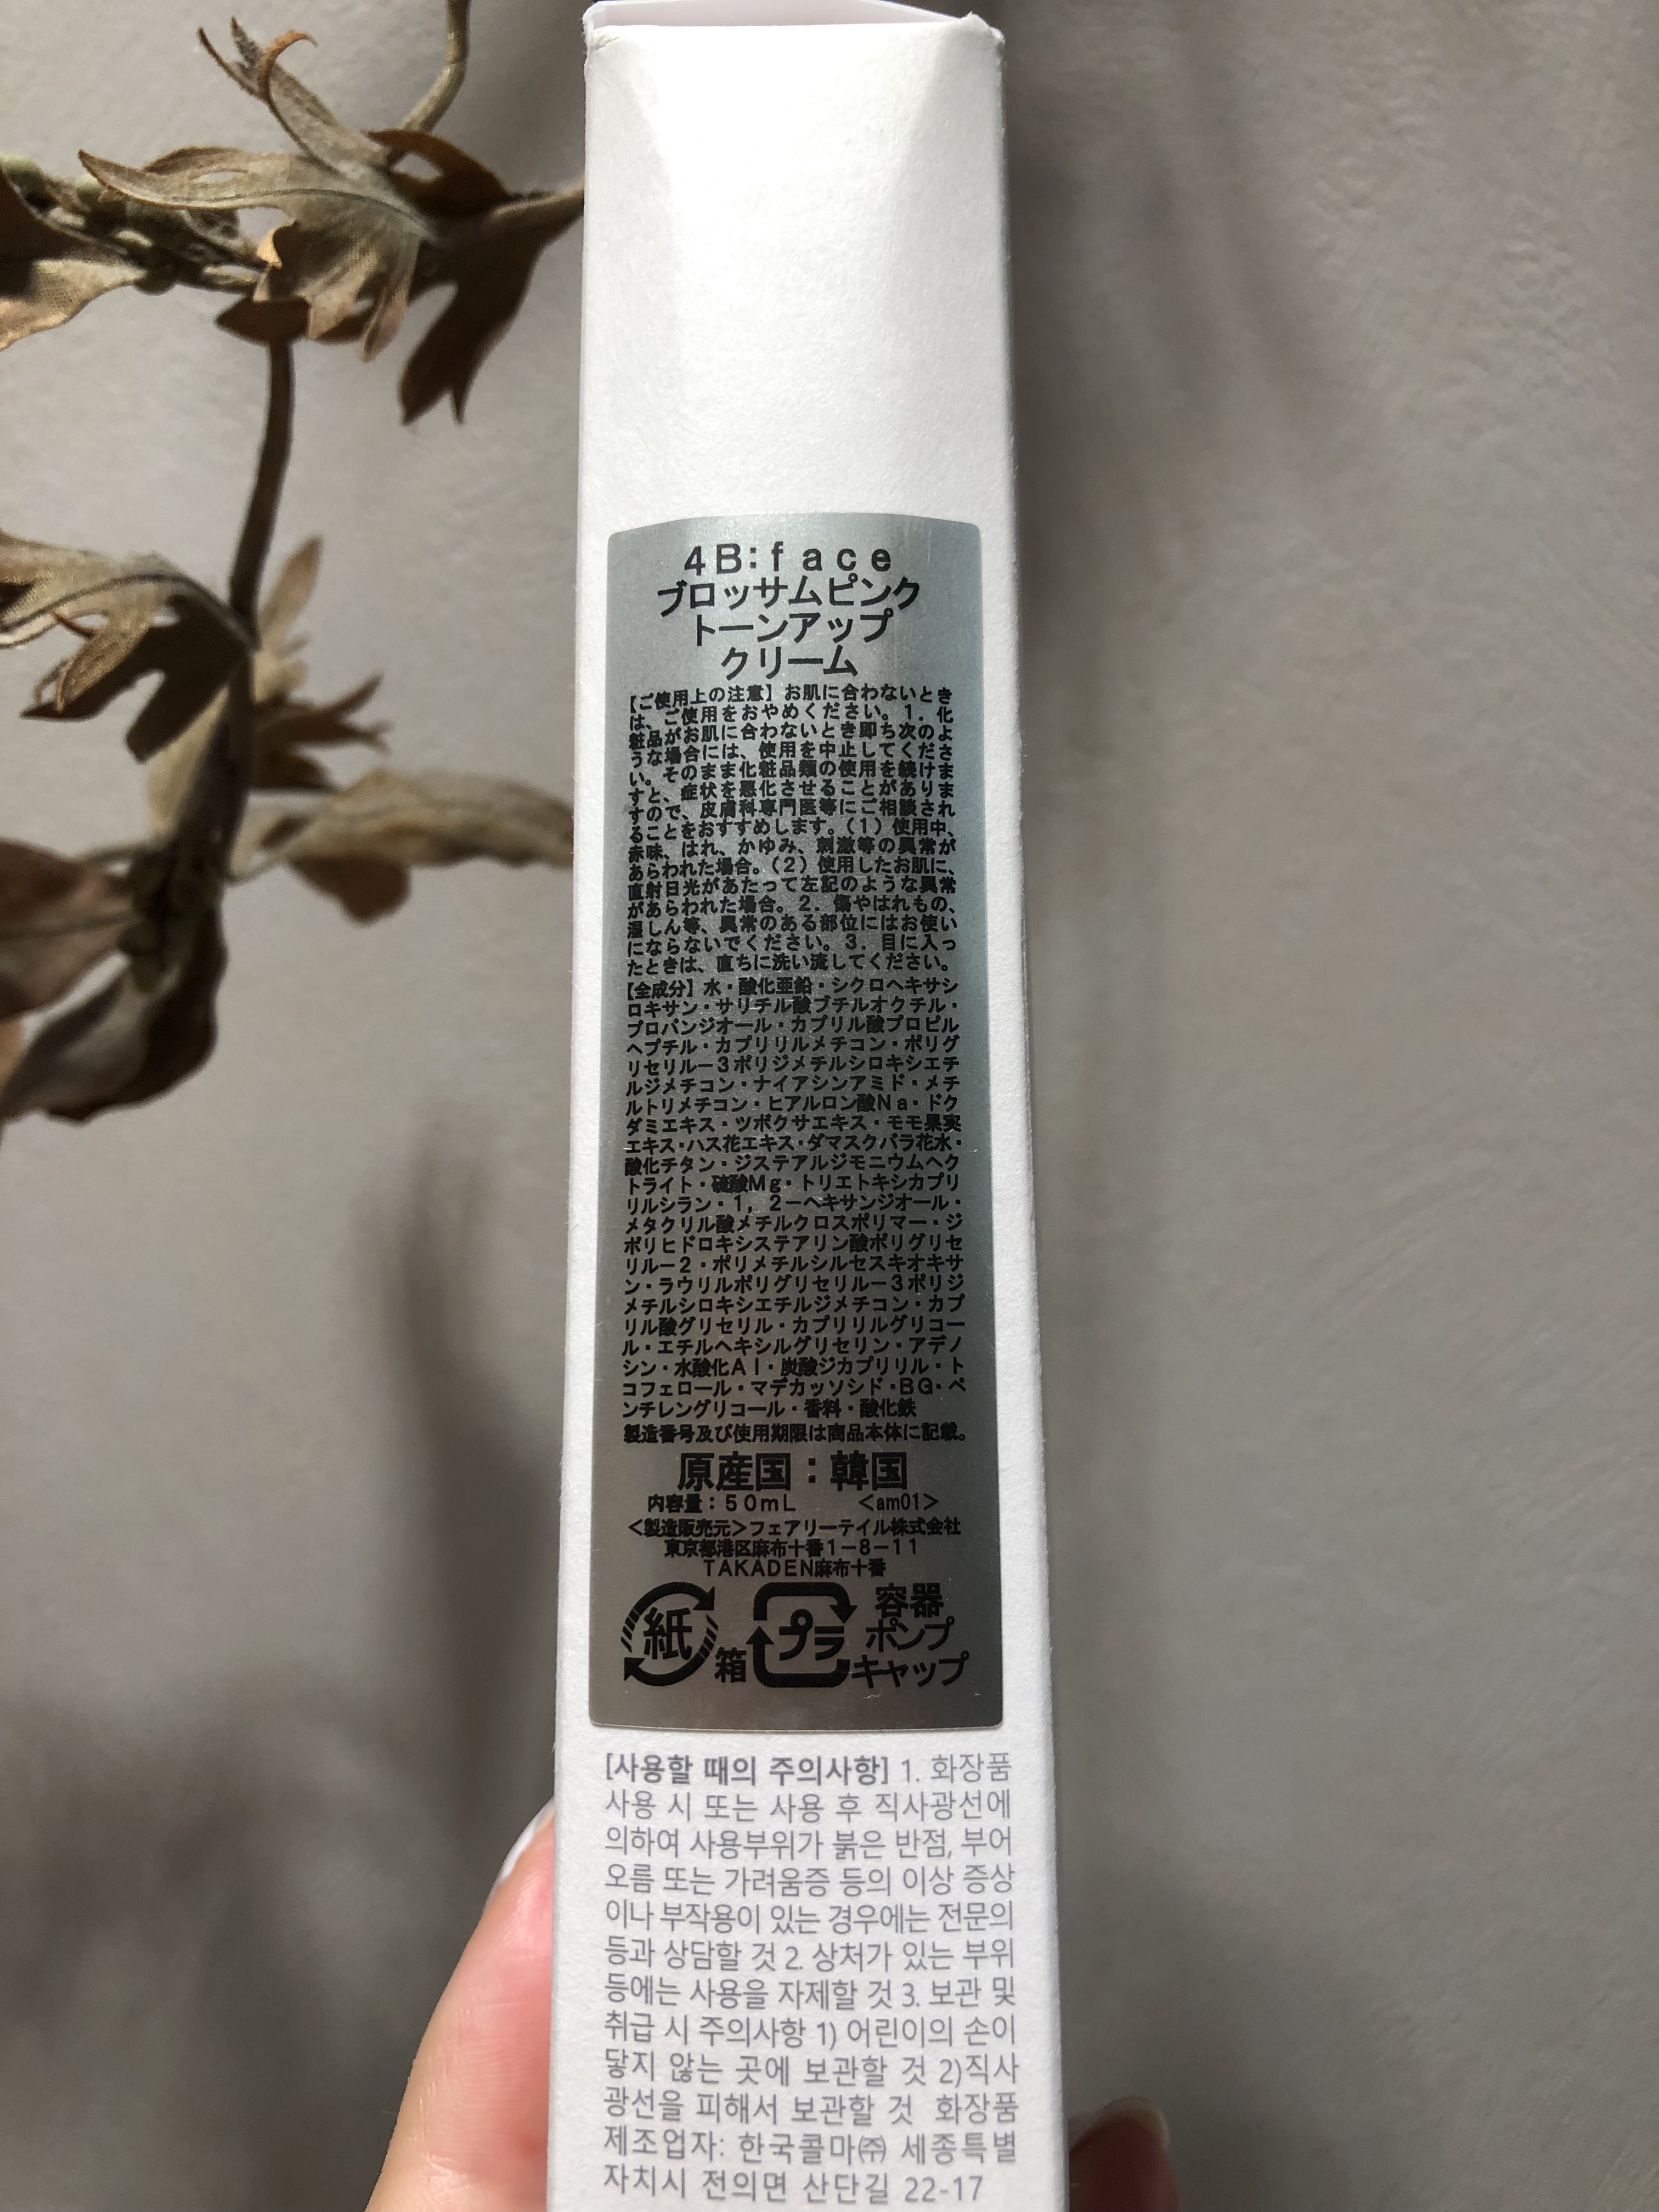 4B:face
ブロッサムピンク
トーンアップ
クリーム
【ご使用上の注意】お肌に合わないとき
は、ご使用をおやめください。1．化
粧品がお肌に合わないとき即ち次のよ
うな場合には、使用を中止してくださ
い。そのまま化粧品類の使用を続けま
すと、症状を悪化させることがありま
すので、皮膚科専門医等にご相談され
ることをおすすめします。（1）使用中、
赤味、はれ、かゆみ、刺激等の異常が
あらわれた場合。（2）使用したお肌に、
直射日光があたって左記のような異常
があらわれた場合。2．傷やはれもの、
湿しん等、異常のある部位にはお使い
にならないでください。3．目に入っ
たときは、直ちに洗い流してください。
【全成分】水・酸化亜鉛・シクロヘキサシ
ロキサン・サリチル酸ブチルオクチル・
プロパンジオール・カプリル酸プロピル
ヘプチル・カプリリルメチコン・ポリグ
リセリルー3ポリジメチルシロキシエチ
ルジメチコン・ナイアシンアミド・メチ
ルトリメチコン・ヒアルロン酸Na・ドク
ダミエキス・ツボクサエキス・モモ果実
エキス・ハス花エキス・ダマスクバラ花水・
酸化チタン・ジステアルジモニウムヘク
トライト・硫酸Mg・トリエトキシカプリ
リルシラン・1，2－ヘキサンジオール・
メタクリル酸メチルクロスポリマー・ジ
ポリヒドロキシステアリン酸ポリグリセ
リルー2・ポリメチルシルセスキオキサ
ン・ラウリルポリグリセリルー3ポリジ
メチルシロキシエチルジメチコン・カプ
リル酸グリセリル・カプリリルグリコー
ル・エチルヘキシルグリセリン・アデノ
シン・水酸化Al・炭酸ジカプリリル・ト
コフェロール・マデカッソシド・BG・ペ
ンチレングリコール・香料・酸化鉄
製造番号及び使用期限は商品本体に記載。
原産国：韓国
内容量：50mL <am01>
<製造販売元>フェアリーテイル株式会社
東京都港区麻布十番1－8－11
TAKADEN麻布十番
紙 箱 プラ 容器
ポンプ
キャップ
[사용할 때의 주의사항] 1. 화장품
사용 시 또는 사용 후 직사광선에
의하여 사용부위가 붉은 반점, 부어
오름 또는 가려움증 등의 이상 증상
이나 부작용이 있는 경우에는 전문의
등과 상담할 것 2. 상처가 있는 부위
등에는 사용을 자제할 것 3. 보관 및
취급 시 주의사항 1) 어린이의 손이
닿지 않는 곳에 보관할 것 2)직사
광선을 피해서 보관할 것 화장품
제조업자: 한국콜마㈜ 세종특별
자치시 전의면 산단길 22-17